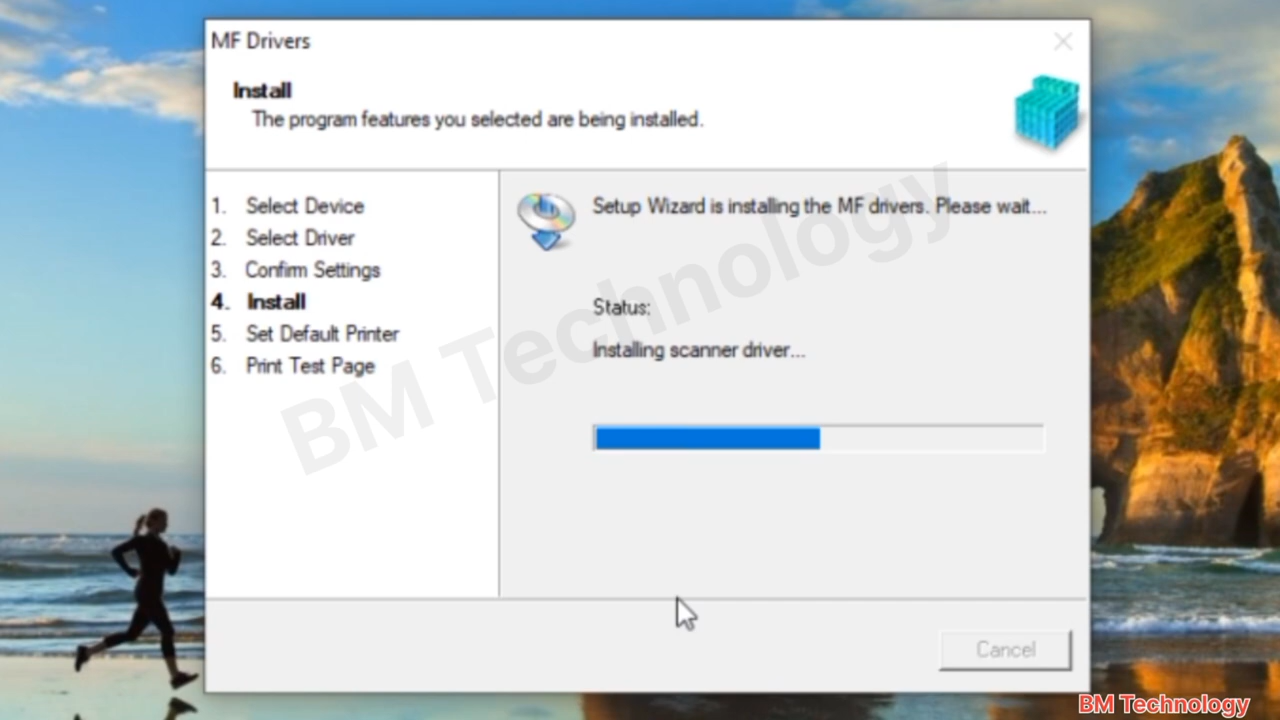 MF Drivers
Install
The program features you selected are being installed.
1. Select Device
2. Select Driver
3. Confirm Settings
4. Install
5. Set Default Printer
6. Print Test Page
Setup Wizard is installing the MF drivers. Please wait...
Status:
Installing scanner driver...
BM Technology
Cancel
BM Technology